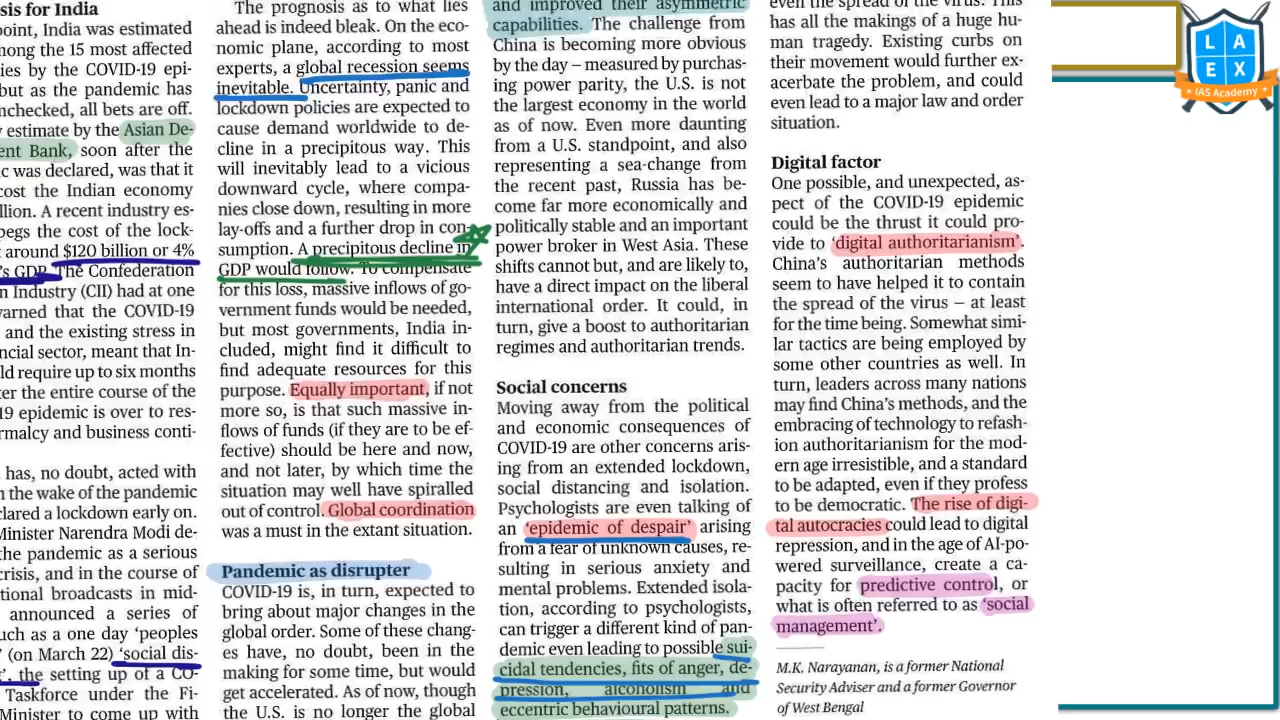 sis for India
point, India was estimated
mong the 15 most affected
ies by the COVID-19 epi-
but as the pandemic has
nchecked, all bets are off.
y estimate by the Asian De-
ent Bank, soon after the
ic was declared, was that it
cost the Indian economy
llion. A recent industry es-
pegs the cost of the lock-
t around $120 billion or 4%
's GDP. The Confederation
n Industry (CII) had at one
warned that the COVID-19
and the existing stress in
ncial sector, meant that In-
ld require up to six months
ter the entire course of the
19 epidemic is over to res-
rmalcy and business conti-
has, no doubt, acted with
n the wake of the pandemic
clared a lockdown early on.
Minister Narendra Modi de-
the pandemic as a serious
crisis, and in the course of
tional broadcasts in mid-
announced a series of
uch as a one day ‘peoples
’ (on March 22) ‘social dis-
’, the setting up of a CO-
Taskforce under the Fi-
Minister to come up with
The prognosis as to what lies
ahead is indeed bleak. On the eco-
nomic plane, according to most
experts, a global recession seems
inevitable. Uncertainty, panic and
lockdown policies are expected to
cause demand worldwide to de-
cline in a precipitous way. This
will inevitably lead to a vicious
downward cycle, where compa-
nies close down, resulting in more
lay-offs and a further drop in con-
sumption. A precipitous decline in
GDP would follow. To compensate
for this loss, massive inflows of go-
vernment funds would be needed,
but most governments, India in-
cluded, might find it difficult to
find adequate resources for this
purpose. Equally important, if not
more so, is that such massive in-
flows of funds (if they are to be ef-
fective) should be here and now,
and not later, by which time the
situation may well have spiralled
out of control. Global coordination
was a must in the extant situation.
Pandemic as disrupter
COVID-19 is, in turn, expected to
bring about major changes in the
global order. Some of these chang-
es have, no doubt, been in the
making for some time, but would
get accelerated. As of now, though
the U.S. is no longer the global
and improved their asymmetric
capabilities. The challenge from
China is becoming more obvious
by the day – measured by purchas-
ing power parity, the U.S. is not
the largest economy in the world
as of now. Even more daunting
from a U.S. standpoint, and also
representing a sea-change from
the recent past, Russia has be-
come far more economically and
politically stable and an important
power broker in West Asia. These
shifts cannot but, and are likely to,
have a direct impact on the liberal
international order. It could, in
turn, give a boost to authoritarian
regimes and authoritarian trends.
Social concerns
Moving away from the political
and economic consequences of
COVID-19 are other concerns aris-
ing from an extended lockdown,
social distancing and isolation.
Psychologists are even talking of
an ‘epidemic of despair’ arising
from a fear of unknown causes, re-
sulting in serious anxiety and
mental problems. Extended isola-
tion, according to psychologists,
can trigger a different kind of pan-
demic even leading to possible sui-
cidal tendencies, fits of anger, de-
pression, alcoholism and
eccentric behavioural patterns.
even the spread of the virus. This
has all the makings of a huge hu-
man tragedy. Existing curbs on
their movement would further ex-
acerbate the problem, and could
even lead to a major law and order
situation.
Digital factor
One possible, and unexpected, as-
pect of the COVID-19 epidemic
could be the thrust it could pro-
vide to ‘digital authoritarianism’.
China’s authoritarian methods
seem to have helped it to contain
the spread of the virus – at least
for the time being. Somewhat simi-
lar tactics are being employed by
some other countries as well. In
turn, leaders across many nations
may find China’s methods, and the
embracing of technology to refash-
ion authoritarianism for the mod-
ern age irresistible, and a standard
to be adapted, even if they profess
to be democratic. The rise of digi-
tal autocracies could lead to digital
repression, and in the age of AI-po-
wered surveillance, create a ca-
pacity for predictive control, or
what is often referred to as ‘social
management’.
M.K. Narayanan, is a former National
Security Adviser and a former Governor
of West Bengal
L A
E X
IAS Academy